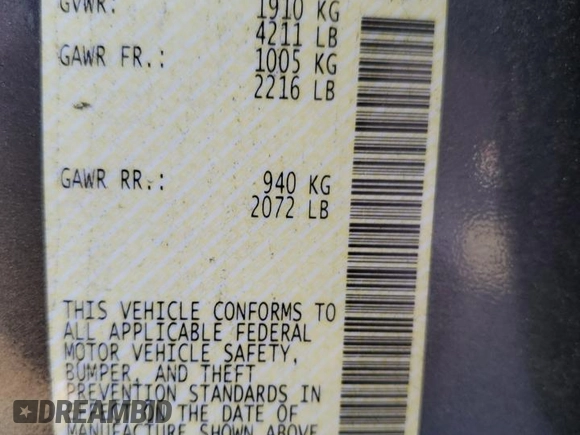 GVWR: 1910 KG
4211 LB
GAWR FR.: 1005 KG
2216 LB
GAWR RR.: 940 KG
2072 LB
THIS VEHICLE CONFORMS TO
ALL APPLICABLE FEDERAL
MOTOR VEHICLE SAFETY,
BUMPER, AND THEFT
PREVENTION STANDARDS IN
ON THE DATE OF
MANUFACTURE SHOWN ABOVE
DREAMBID